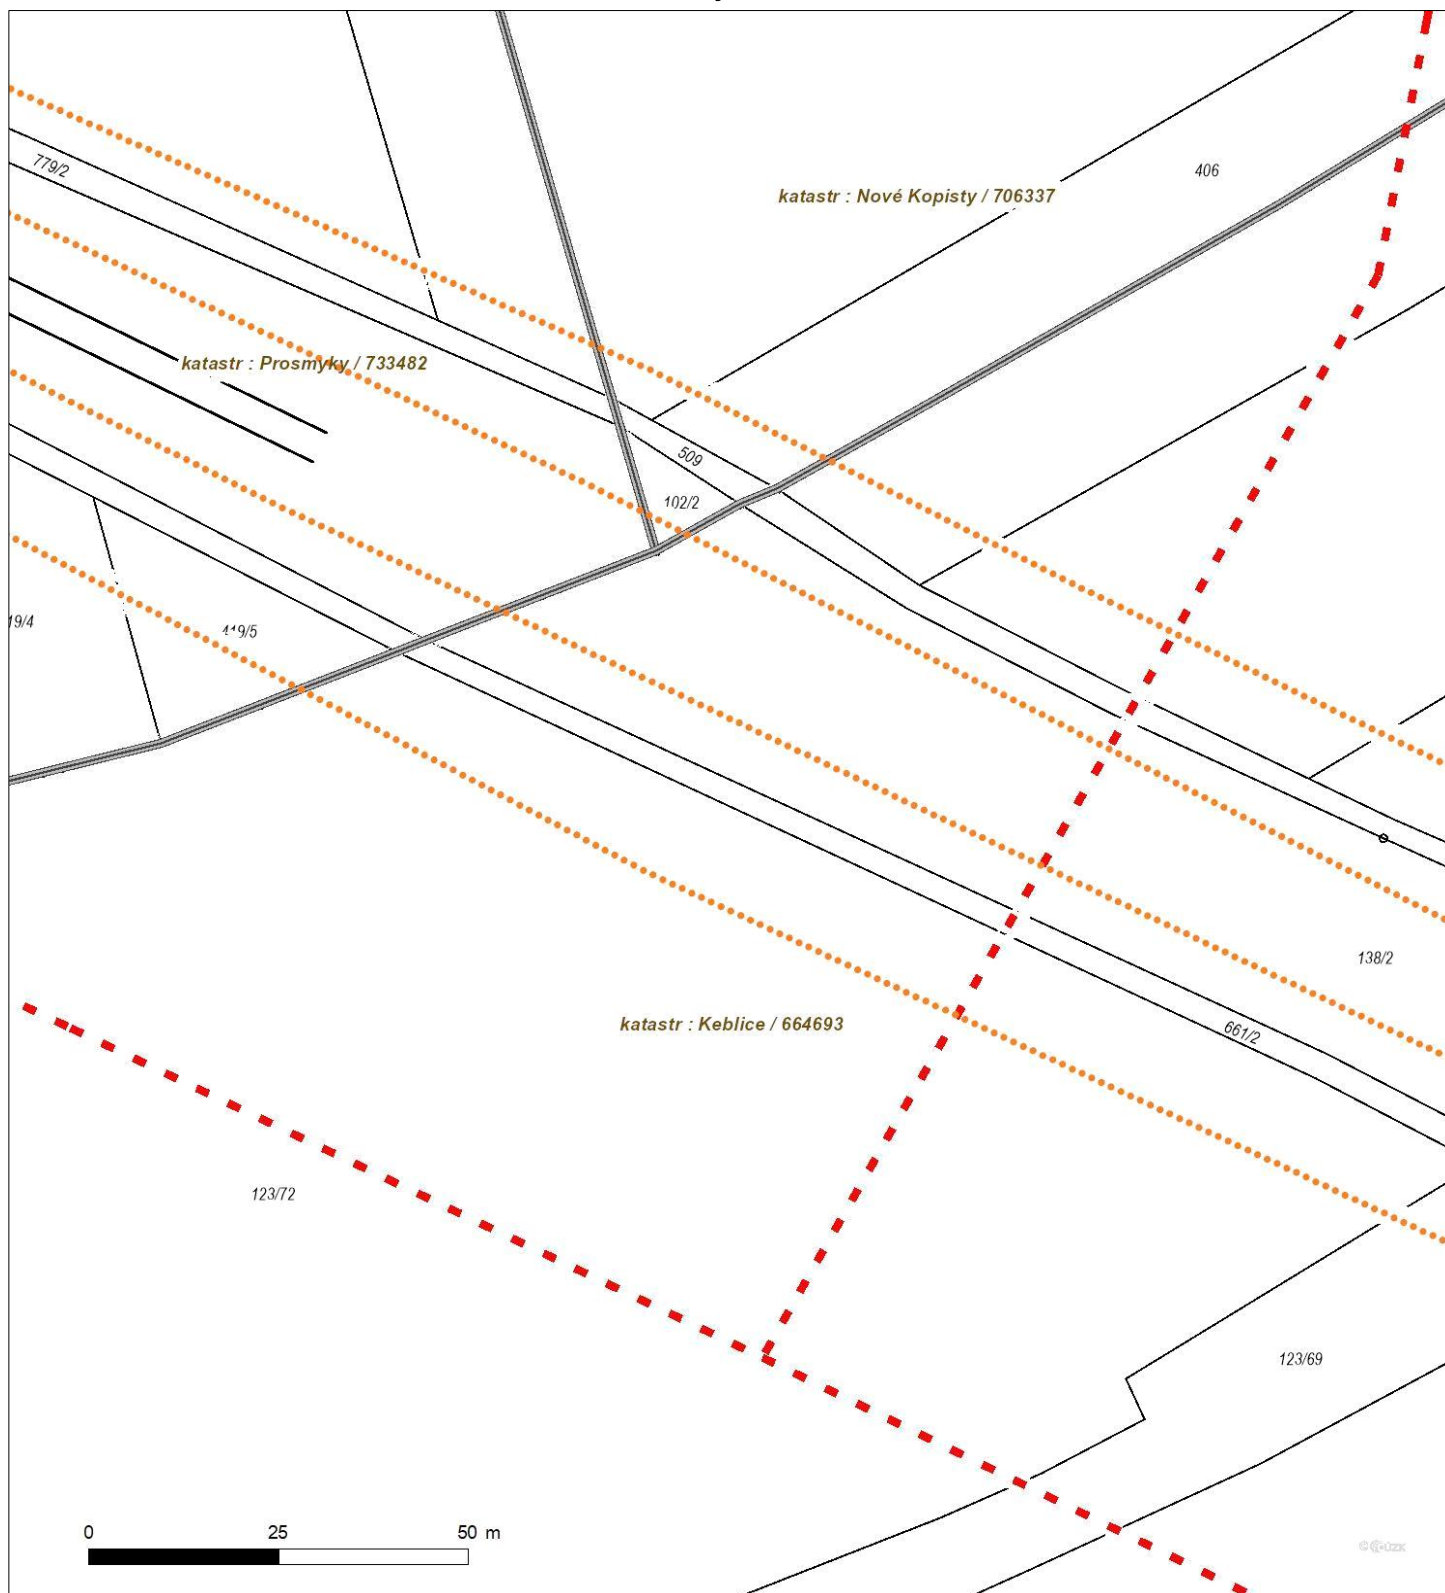 779/2
406
katastr : Nové Kopisty / 706337
katastr : Prosmyky / 733482
509
102/2
19/4
419/5
138/2
katastr : Keblice / 664693
661/2
123/72
123/69
0 25 50 m